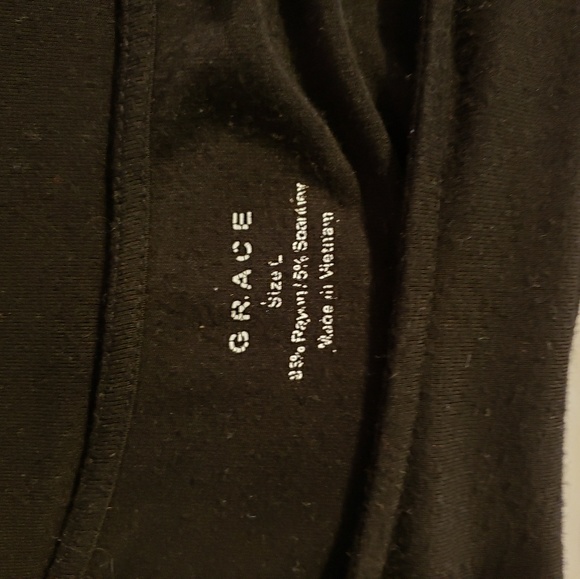 GRACE
Size L
95% Rayon / 5% Spandex
Made in Vietnam